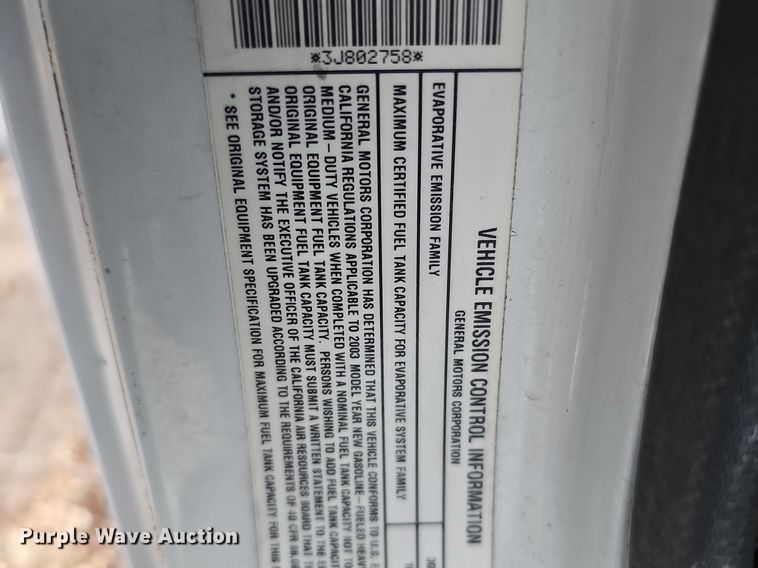 *3J802758*
VEHICLE EMISSION CONTROL INFORMATION
GENERAL MOTORS CORPORATION
EVAPORATIVE EMISSION FAMILY
MAXIMUM CERTIFIED FUEL TANK CAPACITY FOR EVAPORATIVE SYSTEM FAMILY
GENERAL MOTORS CORPORATION HAS DETERMINED THAT THIS VEHICLE CONFORMS TO U.S.
CALIFORNIA REGULATIONS APPLICABLE TO 2003 MODEL YEAR NEW GASOLINE-FUELED
MEDIUM-DUTY VEHICLES WHEN COMPLETED WITH A NOMINAL FUEL TANK CAPACITY NOT
ORIGINAL EQUIPMENT FUEL TANK CAPACITY. PERSONS WISHING TO ADD FUEL TANK CAPACITY
ORIGINAL EQUIPMENT FUEL TANK CAPACITY MUST SUBMIT A WRITTEN STATEMENT TO THE
AND/OR NOTIFY THE EXECUTIVE OFFICER OF THE CALIFORNIA AIR RESOURCES BOARD THAT
STORAGE SYSTEM HAS BEEN UPGRADED ACCORDING TO THE REQUIREMENTS OF 40 CFR
* SEE ORIGINAL EQUIPMENT SPECIFICATION FOR MAXIMUM FUEL TANK CAPACITY FOR THIS
Purple Wave Auction